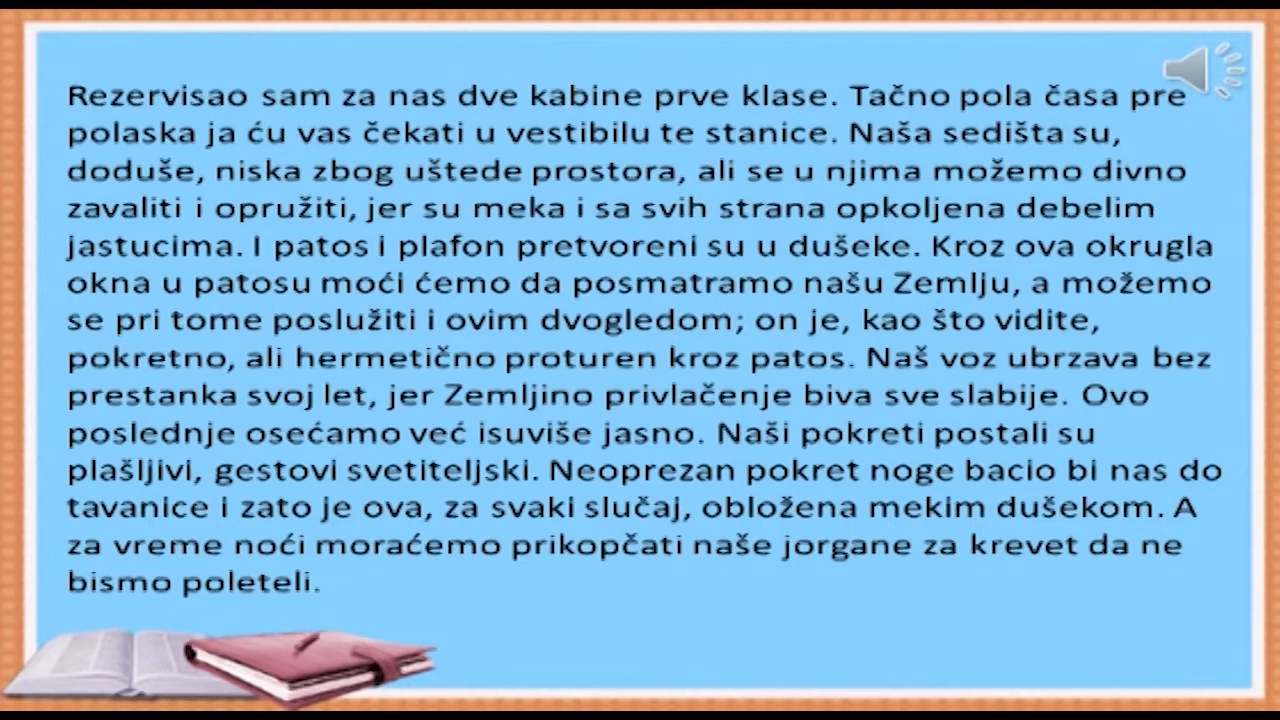 Rezervisao sam za nas dve kabine prve klase. Tačno pola časa pre
polaska ja ću vas čekati u vestibilu te stanice. Naša sedišta su,
doduše, niska zbog uštede prostora, ali se u njima možemo divno
zavaliti i opružiti, jer su meka i sa svih strana opkoljena debelim
jastucima. I patos i plafon pretvoreni su u dušeke. Kroz ova okrugla
okna u patosu moći ćemo da posmatramo našu Zemlju, a možemo
se pri tome poslužiti i ovim dvogledom; on je, kao što vidite,
pokretno, ali hermetično proturen kroz patos. Naš voz ubrzava bez
prestanka svoj let, jer Zemljino privlačenje biva sve slabije. Ovo
poslednje osećamo već isuviše jasno. Naši pokreti postali su
plašljivi, gestovi svetiteljski. Neoprezan pokret noge bacio bi nas do
tavanice i zato je ova, za svaki slučaj, obložena mekim dušekom. A
za vreme noći moraćemo prikopčati naše jorgane za krevet da ne
bismo poleteli.